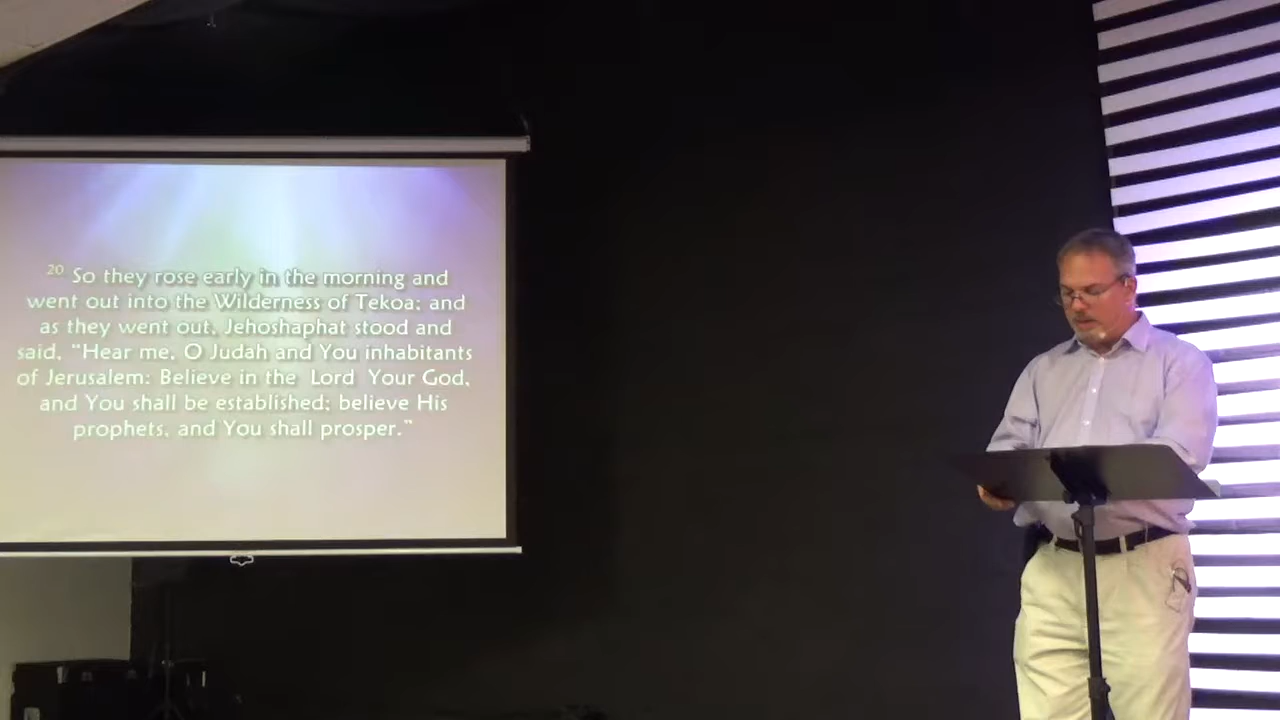 20 So they rose early in the morning and
went out into the Wilderness of Tekoa; and
as they went out, Jehoshaphat stood and
said, "Hear me, O Judah and You inhabitants
of Jerusalem: Believe in the Lord Your God,
and You shall be established; believe His
prophets, and You shall prosper."